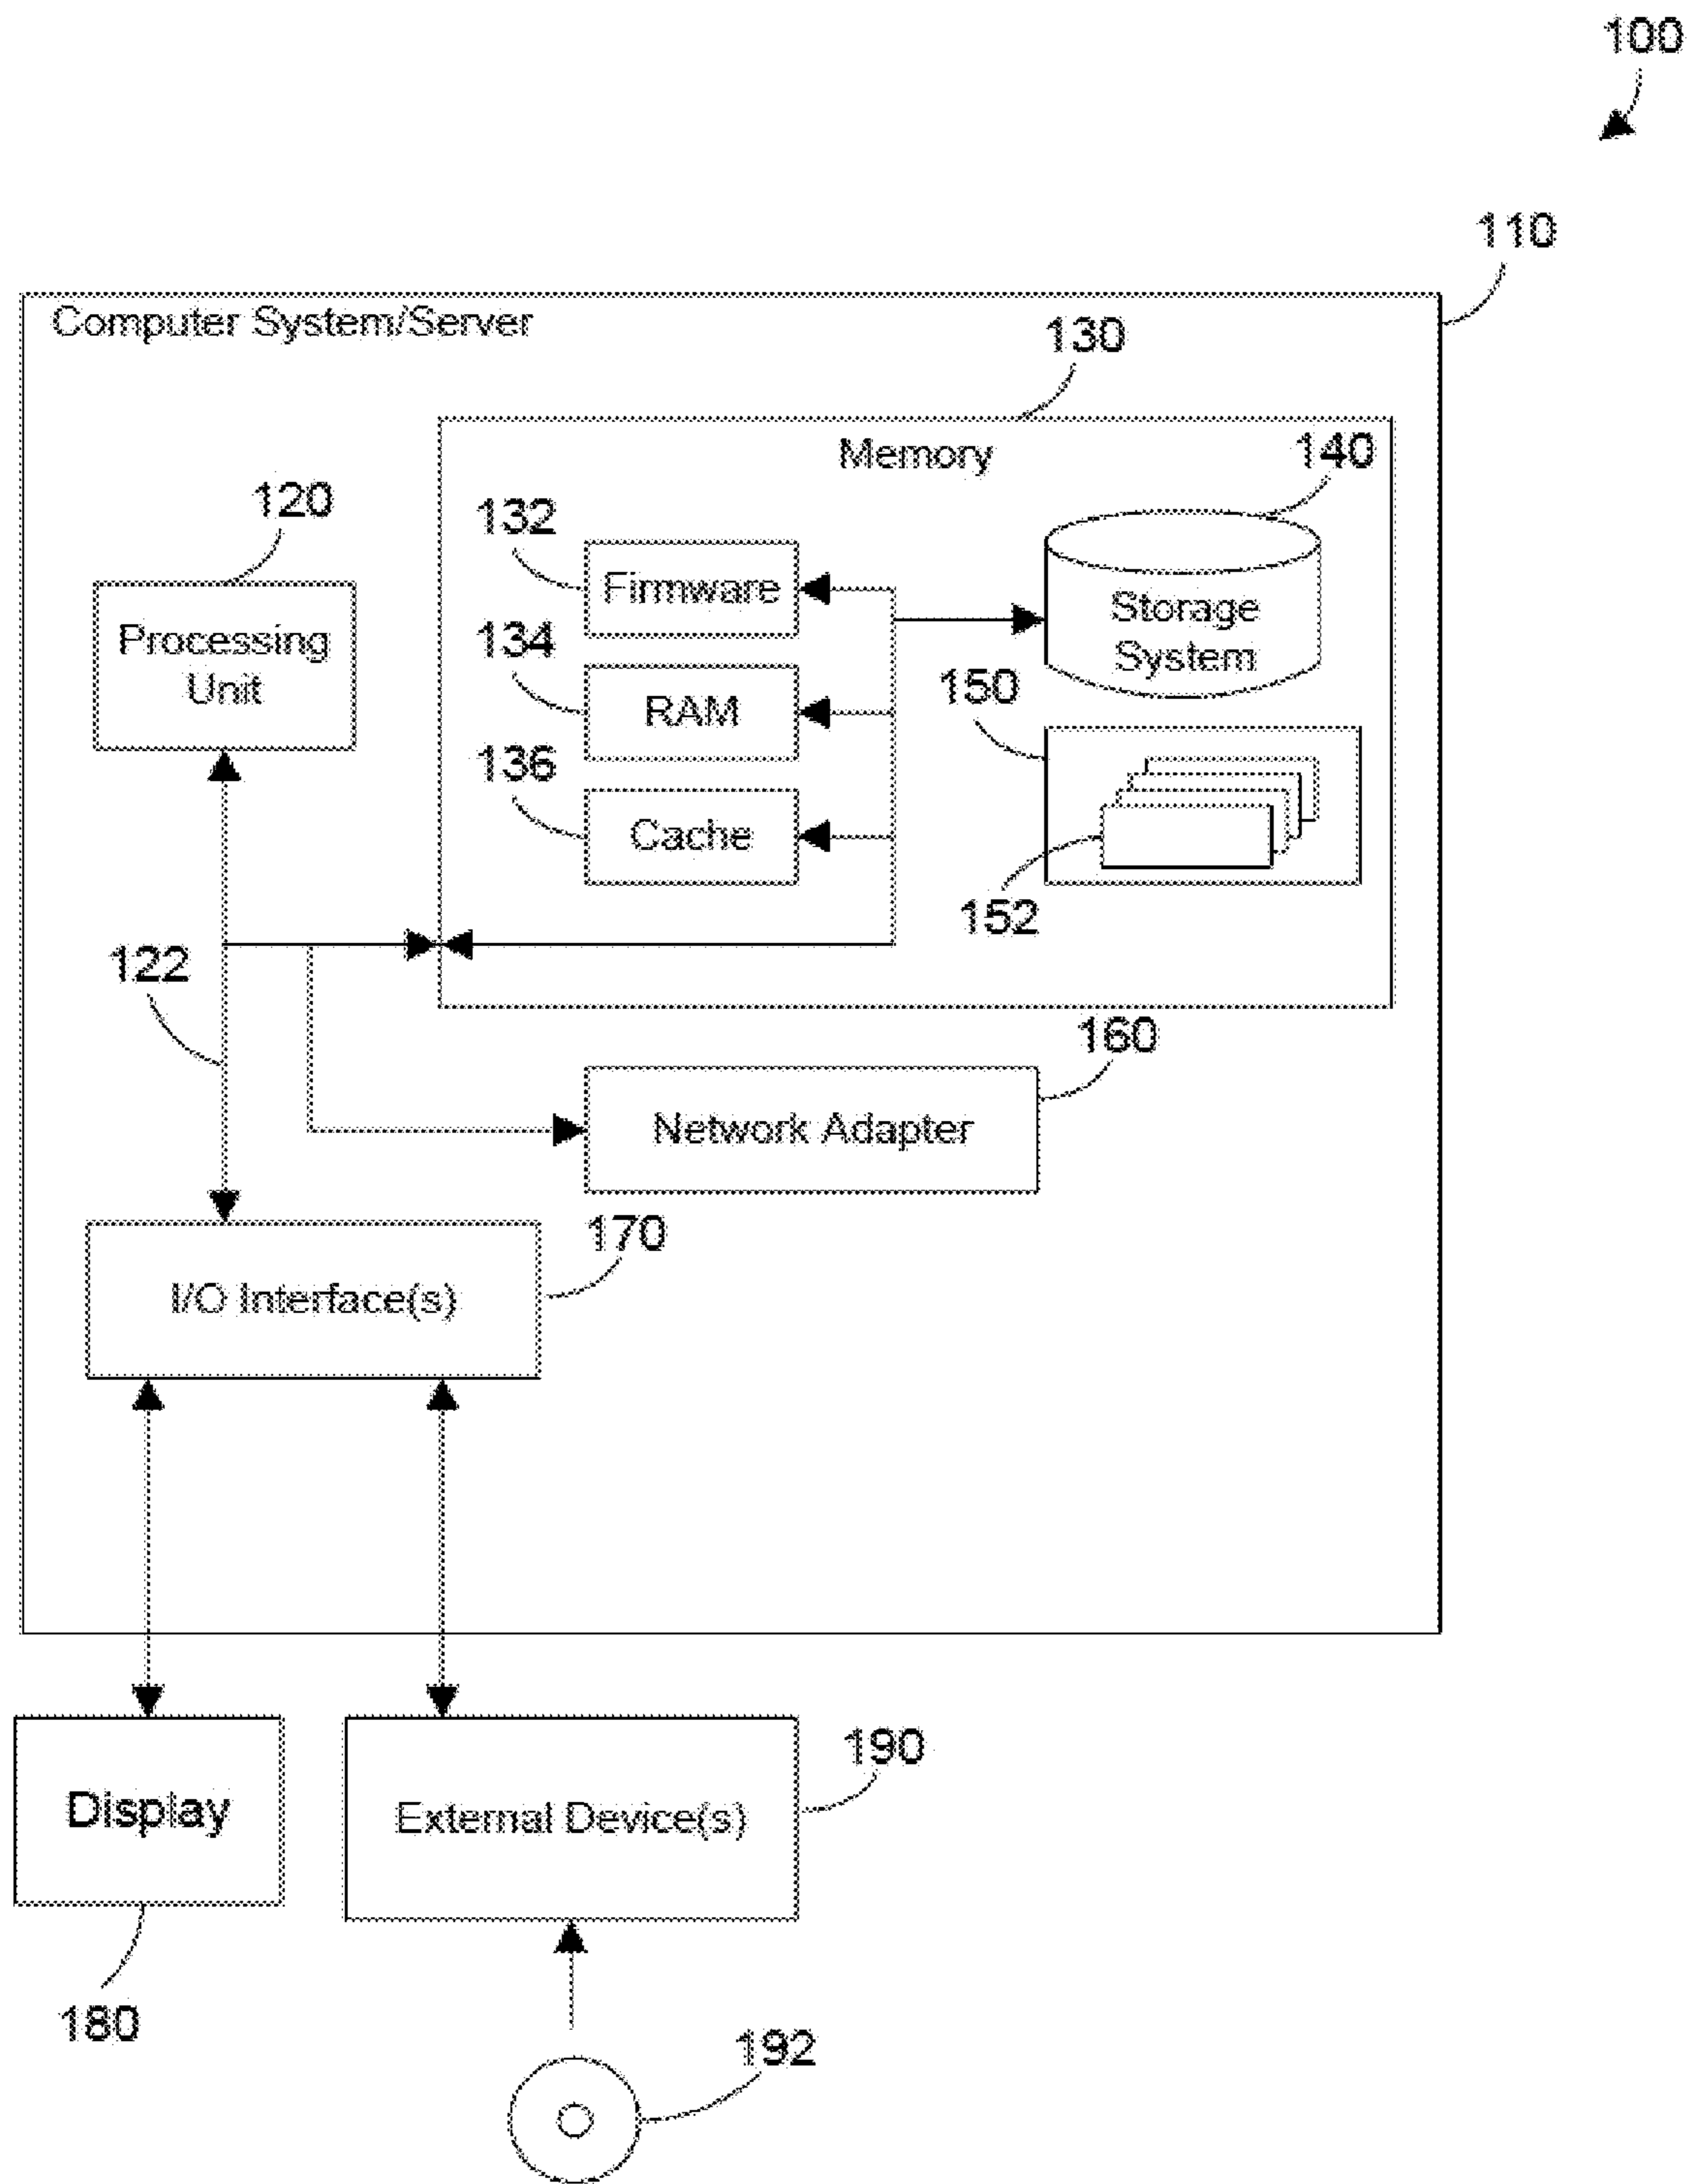 100
110
Computer System/Server
130
Memory
140
120
132
Firmware
Storage
System
Processing
Unit
134
RAM
150
136
Cache
152
122
160
Network Adapter
170
I/O Interface(s)
190
Display
External Device(s)
180
192